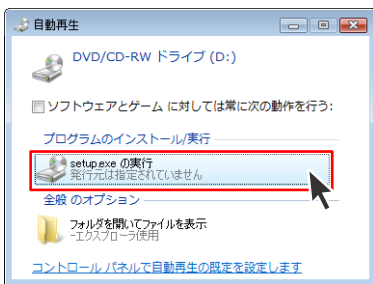 自動再生
DVD/CD-RW ドライブ (D:)
ソフトウェアとゲーム に対しては常に次の動作を行う:
プログラムのインストール/実行
setup.exe の実行
発行元は指定されていません
全般 のオプション
フォルダを開いてファイルを表示
-エクスプローラ使用
コントロール パネルで自動再生の既定を設定します